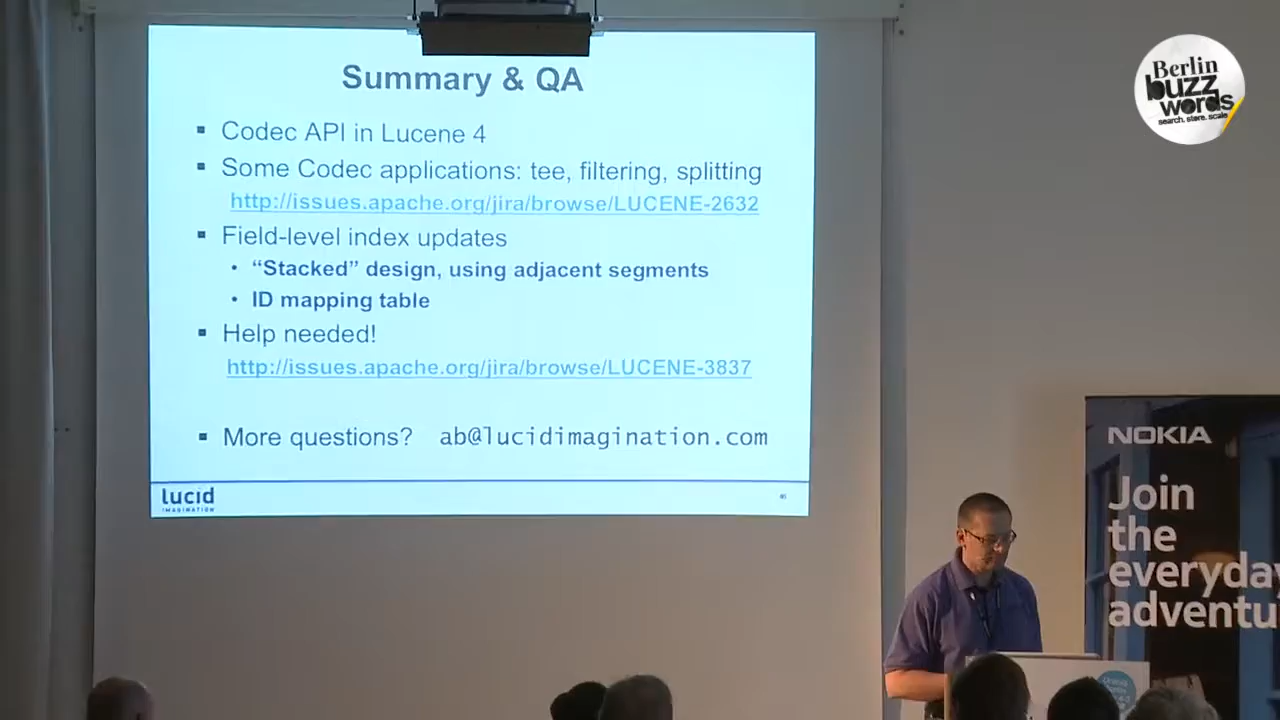 Summary & QA
Codec API in Lucene 4
Some Codec applications: tee, filtering, splitting
http://issues.apache.org/jira/browse/LUCENE-2632
Field-level index updates
“Stacked” design, using adjacent segments
ID mapping table
Help needed!
http://issues.apache.org/jira/browse/LUCENE-3837
More questions? ab@lucidimagination.com
lucid
IMAGINATION
Berlin
buzz
words
search. store. scale.
NOKIA
Join
the
everyday
adventu